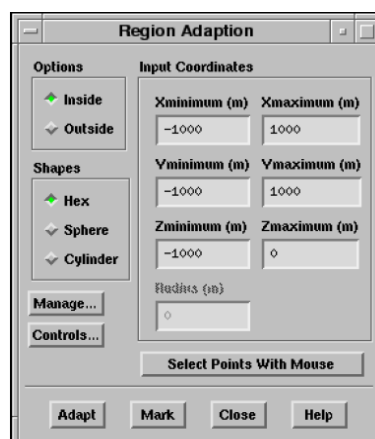 Region Adaption
Options
Inside
Outside
Shapes
Hex
Sphere
Cylinder
Manage...
Controls...
Input Coordinates
Xminimum (m) Xmaximum (m)
-1000 1000
Yminimum (m) Ymaximum (m)
-1000 1000
Zminimum (m) Zmaximum (m)
-1000 0
Radius (m)
0
Select Points With Mouse
Adapt Mark Close Help